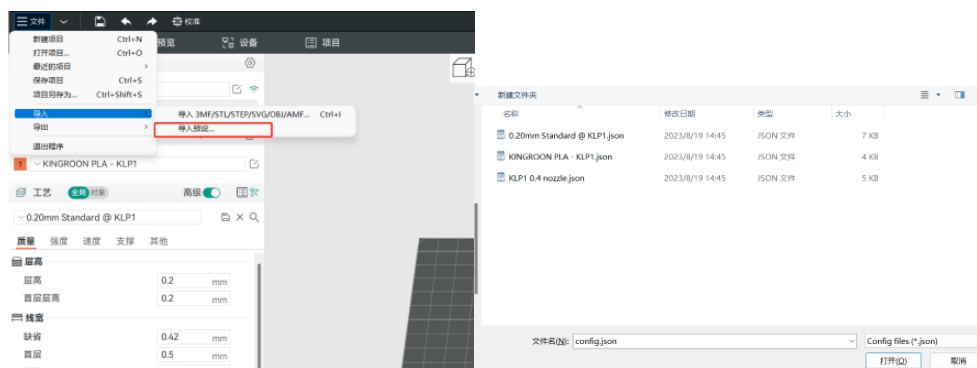 文件
校准
新建项目 Ctrl+N
打开项目... Ctrl+O
最近的项目 >
保存项目 Ctrl+S
项目另存为... Ctrl+Shift+S
导入
导出 >
退出程序
预览
设备
项目
导入 3MF/STL/STEP/SVG/OBJ/AMF... Ctrl+I
导入预设...
1 KINGROON PLA - KLP1
工艺 全局 对象 高级
0.20mm Standard @ KLP1
质量 强度 速度 支撑 其他
层高
层高 0.2 mm
首层层高 0.2 mm
线宽
缺省 0.42 mm
首层 0.5 mm
新建文件夹
名称 修改日期 类型 大小
0.20mm Standard @ KLP1.json 2023/8/19 14:45 JSON 文件 7 KB
KINGROON PLA - KLP1.json 2023/8/19 14:45 JSON 文件 4 KB
KLP1 0.4 nozzle.json 2023/8/19 14:45 JSON 文件 5 KB
文件名(N): config.json Config files (*.json)
打开(O) 取消